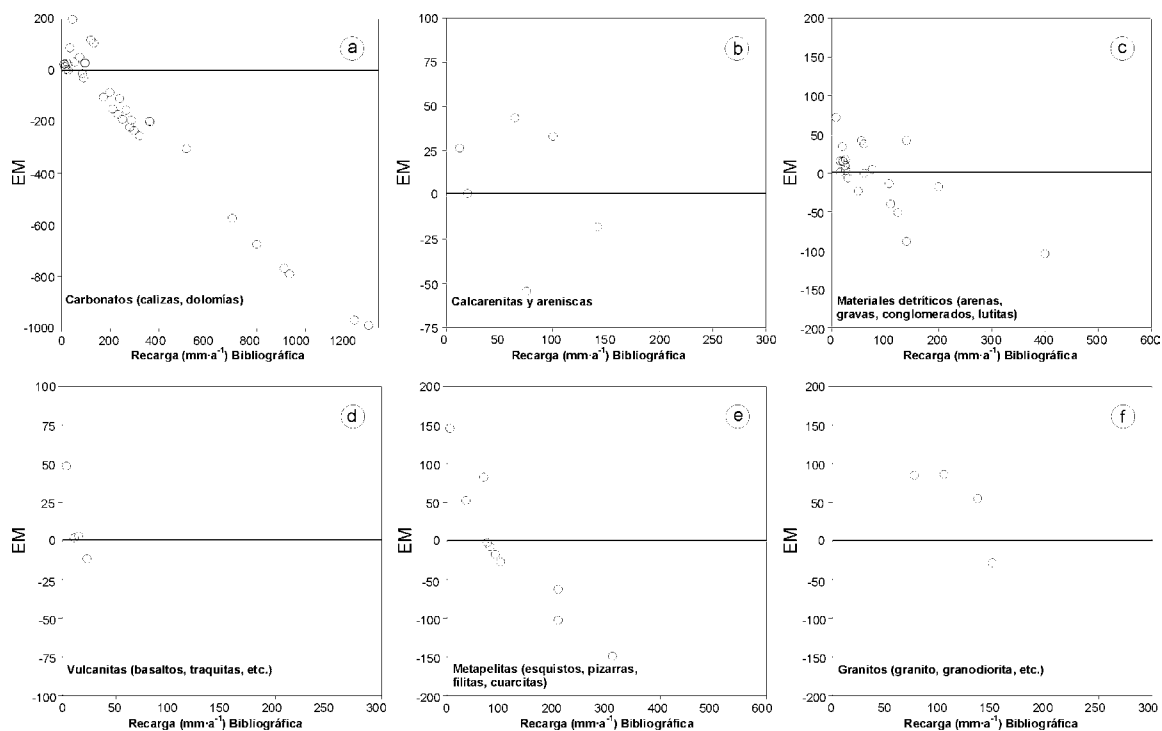 200
0
-200
-400
-600
-800
-1000
EM
a
Carbonatos (calizas, dolomías)
0 200 400 600 800 1000 1200
Recarga (mm·a⁻¹) Bibliográfica
100
75
50
25
0
-25
-50
-75
EM
b
Calcarenitas y areniscas
0 50 100 150 200 250 300
Recarga (mm·a⁻¹) Bibliográfica
200
150
100
50
0
-50
-100
-150
-200
EM
c
Materiales detríticos (arenas,
gravas, conglomerados, lutitas)
0 100 200 300 400 500 600
Recarga (mm·a⁻¹) Bibliográfica
100
75
50
25
0
-25
-50
-75
-100
EM
d
Vulcanitas (basaltos, traquitas, etc.)
0 50 100 150 200 250 300
Recarga (mm·a⁻¹) Bibliográfica
200
150
100
50
0
-50
-100
-150
-200
EM
e
Metapelitas (esquistos, pizarras,
filitas, cuarcitas)
0 100 200 300 400 500 600
Recarga (mm·a⁻¹) Bibliográfica
200
150
100
50
0
-50
-100
-150
-200
EM
f
Granitos (granito, granodiorita, etc.)
0 50 100 150 200 250 300
Recarga (mm·a⁻¹) Bibliográfica